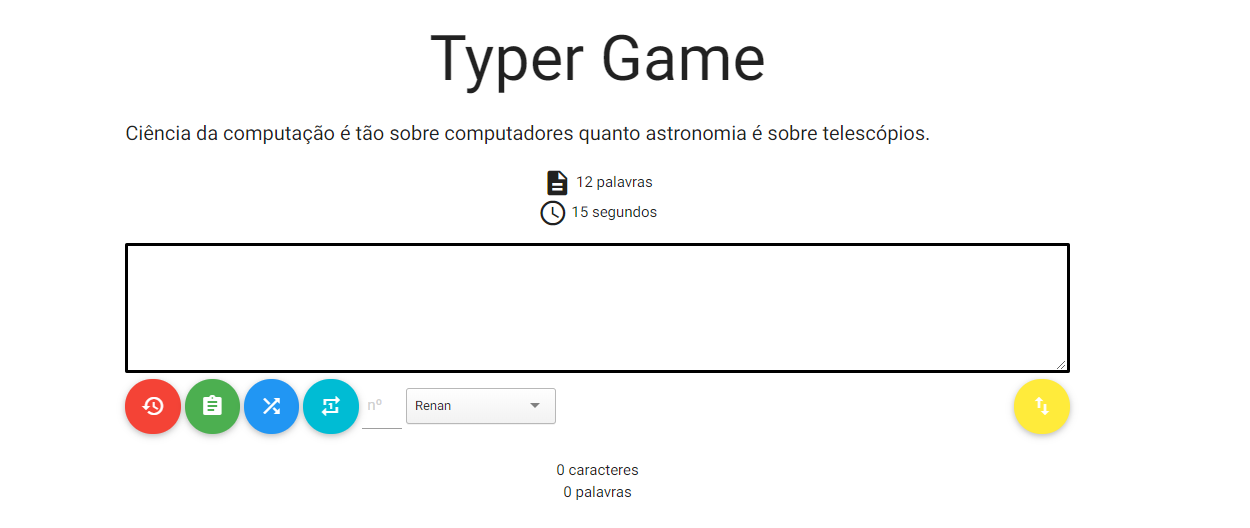 Typer Game
Ciência da computação é tão sobre computadores quanto astronomia é sobre telescópios.
12 palavras
15 segundos
1
nº
Renan
0 caracteres
0 palavras